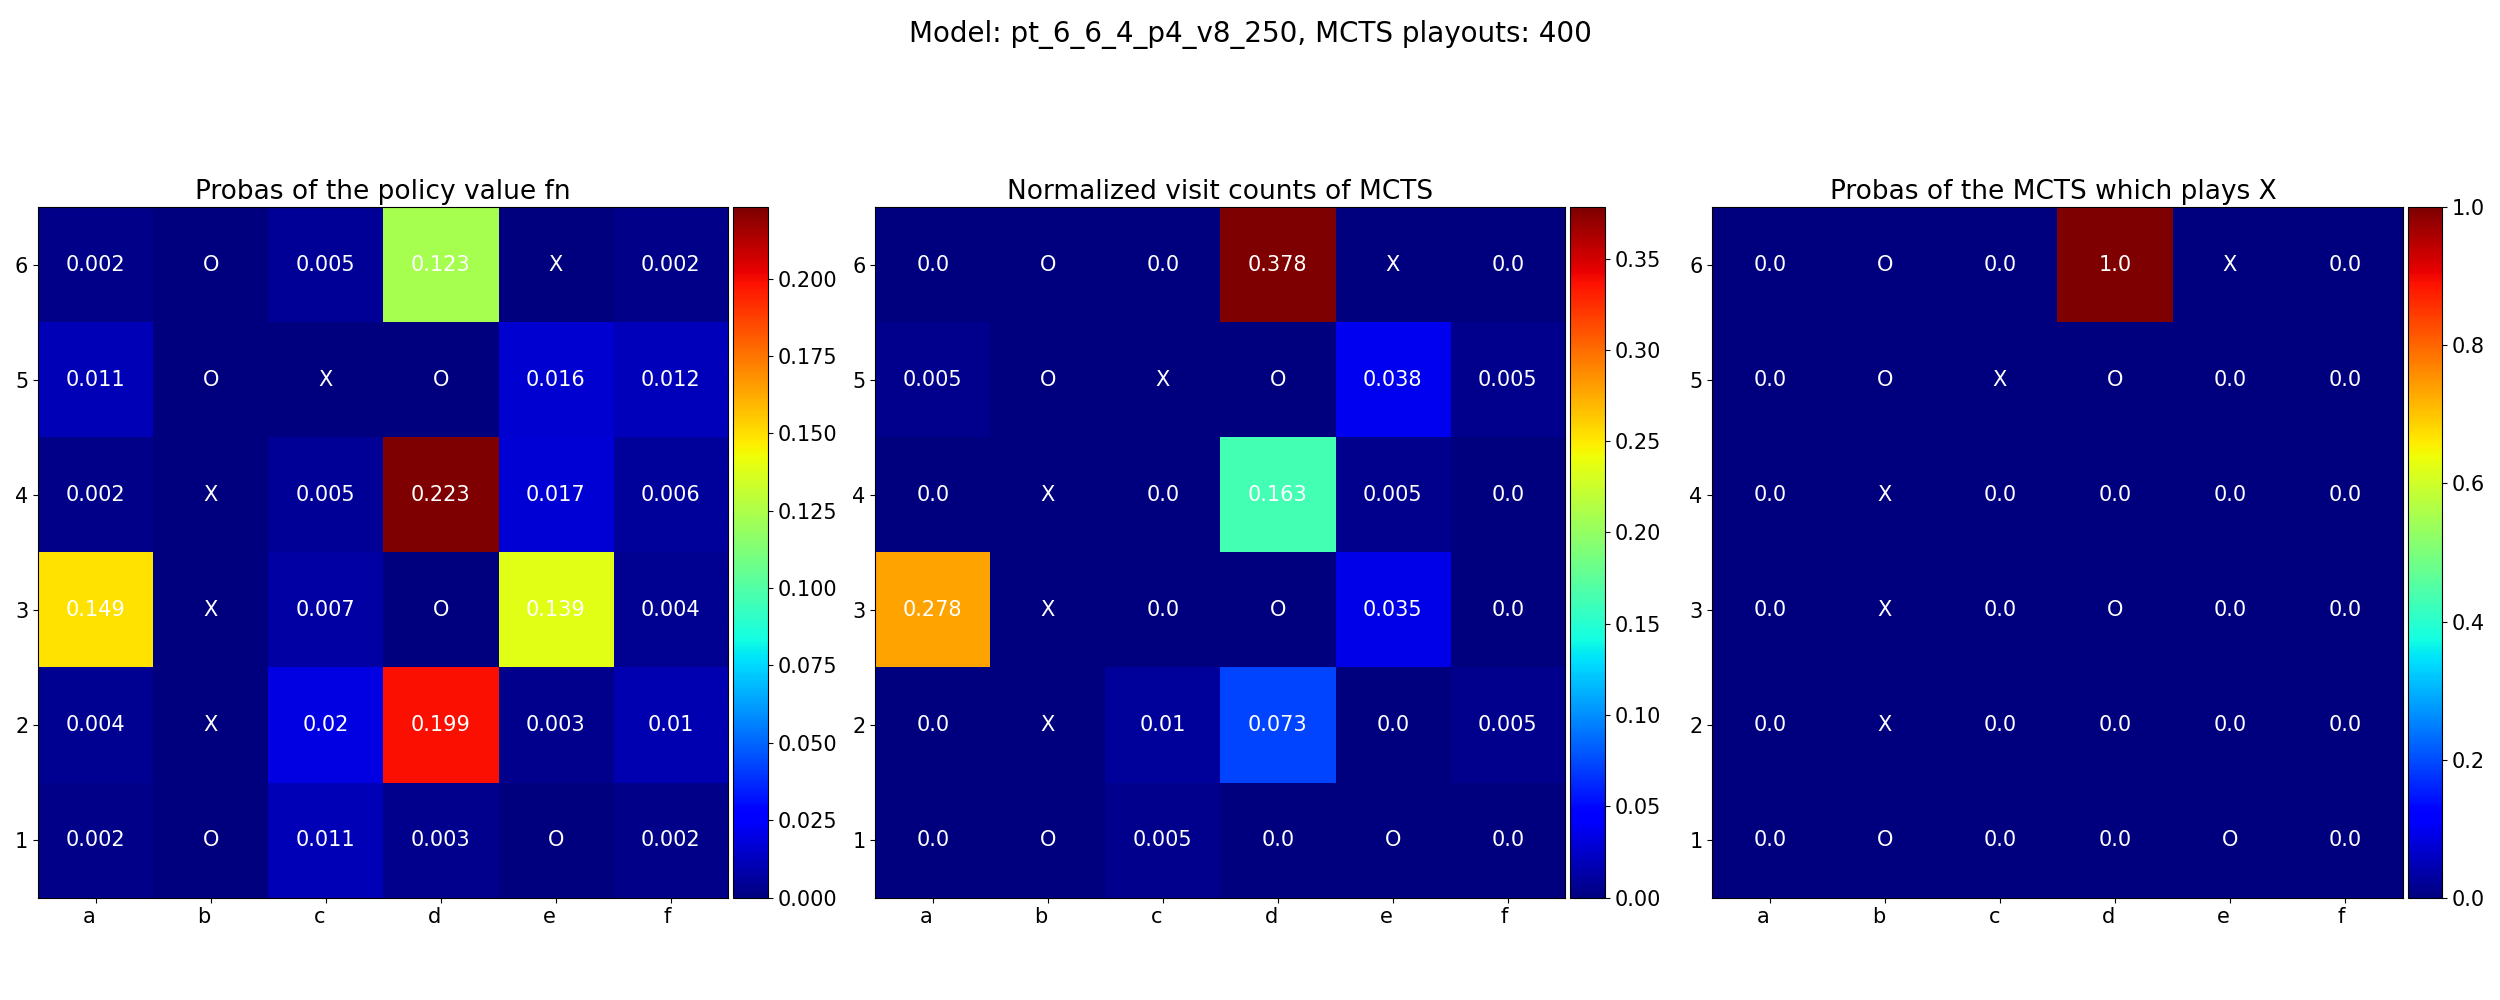 Model: pt_6_6_4_p4_v8_250, MCTS playouts: 400
Probas of the policy value fn
6 0.002 O 0.005 0.123 X 0.002
5 0.011 O X O 0.016 0.012
4 0.002 X 0.005 0.223 0.017 0.006
3 0.149 X 0.007 O 0.139 0.004
2 0.004 X 0.02 0.199 0.003 0.01
1 0.002 O 0.011 0.003 O 0.002
a b c d e f
0.200
0.175
0.150
0.125
0.100
0.075
0.050
0.025
0.000
Normalized visit counts of MCTS
6 0.0 O 0.0 0.378 X 0.0
5 0.005 O X O 0.038 0.005
4 0.0 X 0.0 0.163 0.005 0.0
3 0.278 X 0.0 O 0.035 0.0
2 0.0 X 0.01 0.073 0.0 0.005
1 0.0 O 0.005 0.0 O 0.0
a b c d e f
0.35
0.30
0.25
0.20
0.15
0.10
0.05
0.00
Probas of the MCTS which plays X
6 0.0 O 0.0 1.0 X 0.0
5 0.0 O X O 0.0 0.0
4 0.0 X 0.0 0.0 0.0 0.0
3 0.0 X 0.0 O 0.0 0.0
2 0.0 X 0.0 0.0 0.0 0.0
1 0.0 O 0.0 0.0 O 0.0
a b c d e f
1.0
0.8
0.6
0.4
0.2
0.0